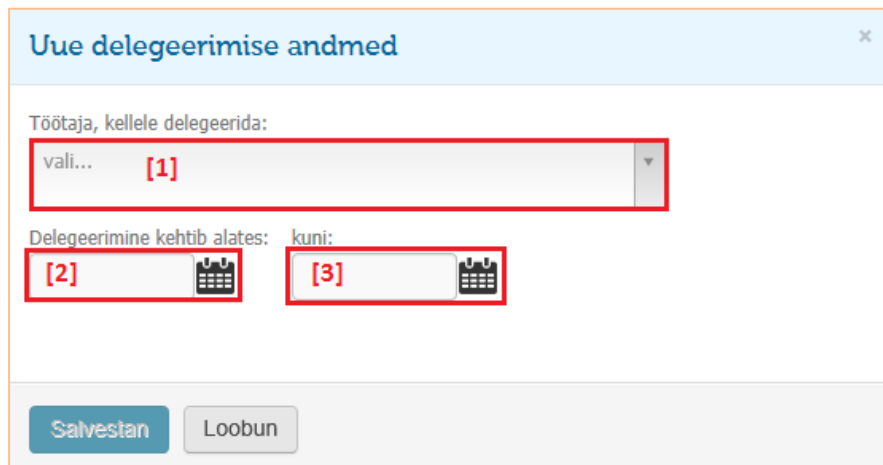 Uue delegeerimise andmed ×
Töötaja, kellele delegeerida:
vali... [1]
Delegeerimine kehtib alates: kuni:
[2] [3]
Salvestan Loobun